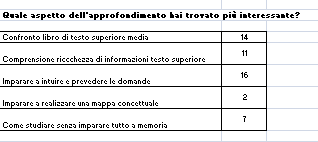 Quale aspetto dell'approfondimento hai trovato più interessante?
Confronto libro di testo superiore media 14
Comprensione ricchezza di informazioni testo superiore 11
Imparare a intuire e prevedere le domande 16
Imparare a realizzare una mappa concettuale 2
Come studiare senza imparare tutto a memoria 7